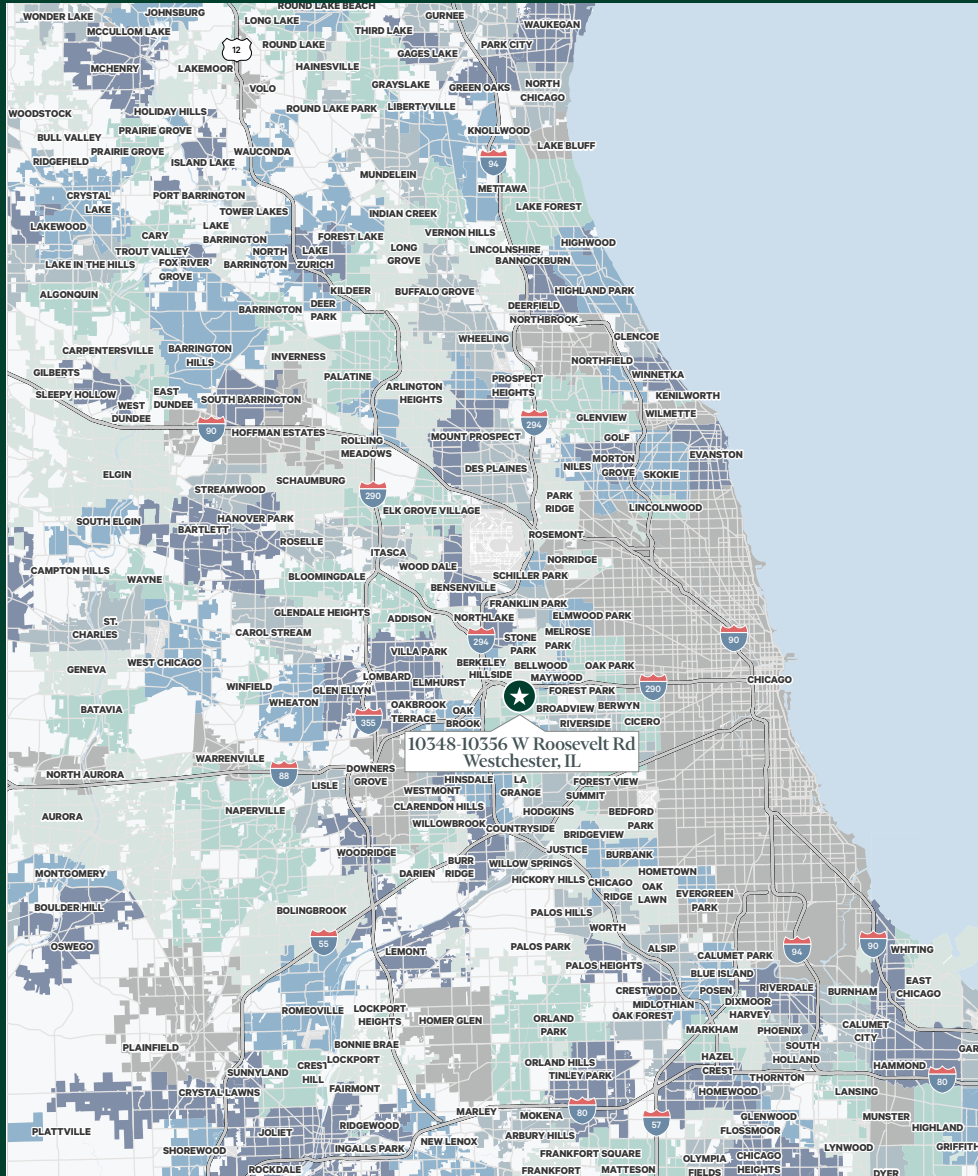 ROUND LAKE BEACH
WONDER LAKE
JOHNSBURG
LONG LAKE
GURNEE
WAUKEGAN
MCCULLOM LAKE
THIRD LAKE
PARK CITY
12
ROUND LAKE
GAGES LAKE
MCHENRY
LAKEMOOR
HAINESVILLE
VOLO
GRAYSLAKE
GREEN OAKS
NORTH
CHICAGO
WOODSTOCK
HOLIDAY HILLS
ROUND LAKE PARK
LIBERTYVILLE
BULL VALLEY
PRAIRIE GROVE
KNOLLWOOD
PRAIRIE GROVE
WAUCONDA
LAKE BLUFF
RIDGEFIELD
ISLAND LAKE
94
MUNDELEIN
METTAWA
CRYSTAL
LAKE
PORT BARRINGTON
LAKE FOREST
TOWER LAKES
INDIAN CREEK
LAKEWOOD
LAKE
BARRINGTON
CARY
FOREST LAKE
VERNON HILLS
HIGHWOOD
TROUT VALLEY
NORTH
BARRINGTON
LAKE
ZURICH
LONG
GROVE
LINCOLNSHIRE
BANNOCKBURN
LAKE IN THE HILLS
FOX RIVER
GROVE
ALGONQUIN
KILDEER
BUFFALO GROVE
HIGHLAND PARK
BARRINGTON
DEER
PARK
DEERFIELD
NORTHBROOK
WHEELING
GLENCOE
CARPENTERSVILLE
BARRINGTON
HILLS
INVERNESS
NORTHFIELD
GILBERTS
PALATINE
PROSPECT
HEIGHTS
WINNETKA
SLEEPY HOLLOW
EAST
DUNDEE
ARLINGTON
HEIGHTS
KENILWORTH
WEST
DUNDEE
SOUTH BARRINGTON
GLENVIEW
WILMETTE
90
HOFFMAN ESTATES
294
ROLLING
MEADOWS
MOUNT PROSPECT
GOLF
EVANSTON
MORTON
GROVE
ELGIN
DES PLAINES
NILES
SKOKIE
SCHAUMBURG
STREAMWOOD
290
PARK
RIDGE
LINCOLNWOOD
ELK GROVE VILLAGE
SOUTH ELGIN
HANOVER PARK
BARTLETT
ROSEMONT
ROSELLE
ITASCA
NORRIDGE
CAMPTON HILLS
WAYNE
WOOD DALE
BLOOMINGDALE
SCHILLER PARK
BENSENVILLE
FRANKLIN PARK
GLENDALE HEIGHTS
ADDISON
NORTHLAKE
ELMWOOD PARK
ST.
CHARLES
CAROL STREAM
294
STONE
PARK
MELROSE
PARK
90
VILLA PARK
GENEVA
WEST CHICAGO
BERKELEY
BELLWOOD
OAK PARK
LOMBARD
HILLSIDE
MAYWOOD
CHICAGO
WINFIELD
GLEN ELLYN
ELMHURST
FOREST PARK
290
BATAVIA
WHEATON
OAKBROOK
TERRACE
OAK
BROOK
BROADVIEW
BERWYN
355
RIVERSIDE
CICERO
10348-10356 W Roosevelt Rd
Westchester, IL
WARRENVILLE
NORTH AURORA
88
DOWNERS
GROVE
HINSDALE
LA
GRANGE
FOREST VIEW
LISLE
WESTMONT
SUMMIT
NAPERVILLE
CLARENDON HILLS
HODGKINS
BEDFORD
PARK
AURORA
WILLOWBROOK
COUNTRYSIDE
BRIDGEVIEW
WOODRIDGE
JUSTICE
BURBANK
MONTGOMERY
BURR
RIDGE
WILLOW SPRINGS
DARIEN
HOMETOWN
HICKORY HILLS
CHICAGO
RIDGE
OAK
LAWN
EVERGREEN
PARK
BOULDER HILL
BOLINGBROOK
PALOS HILLS
WORTH
55
94
90
OSWEGO
LEMONT
PALOS PARK
ALSIP
CALUMET PARK
WHITING
PALOS HEIGHTS
BLUE ISLAND
EAST
CHICAGO
CRESTWOOD
POSEN
RIVERDALE
BURNHAM
ROMEOVILLE
LOCKPORT
HEIGHTS
MIDLOTHIAN
DIXMOOR
HOMER GLEN
ORLAND
PARK
OAK FOREST
HARVEY
CALUMET
CITY
MARKHAM
PHOENIX
PLAINFIELD
BONNIE BRAE
SOUTH
HOLLAND
GAR
LOCKPORT
CREST
HILL
ORLAND HILLS
HAZEL
CREST
HAMMOND
SUNNYLAND
TINLEY PARK
THORNTON
80
CRYSTAL LAWNS
FAIRMONT
HOMEWOOD
LANSING
MARLEY
MOKENA
80
57
GLENWOOD
MUNSTER
PLATTVILLE
JOLIET
RIDGEWOOD
ARBURY HILLS
FLOSSMOOR
HIGHLAND
NEW LENOX
SHOREWOOD
INGALLS PARK
FRANKFORT SQUARE
OLYMPIA
FIELDS
CHICAGO
HEIGHTS
LYNWOOD
GRIFFITH
ROCKDALE
FRANKFORT
MATTESON
DYER